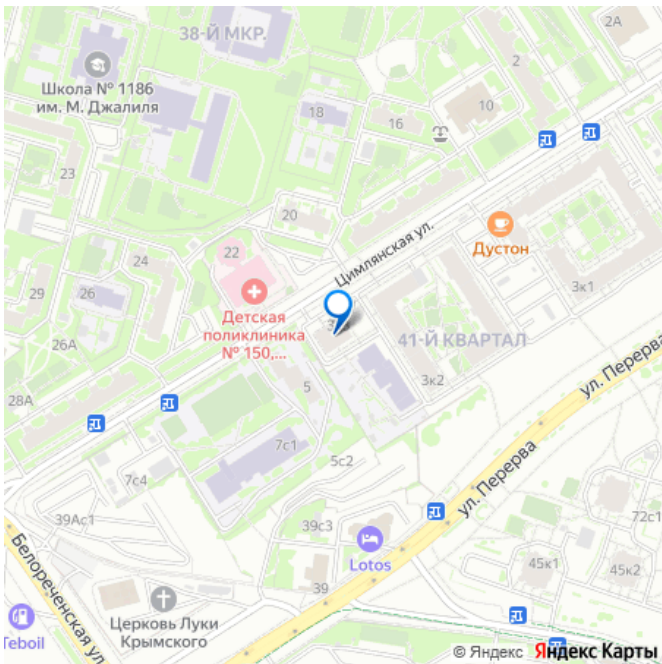 2А
38-Й МКР.
2
Школа № 1186
им. М. Джалиля
10
18
16
23
20
Цимлянская ул.
Дустон
22
24
3к1
29
26
Детская
поликлиника
№ 150,...
3
41-Й КВАРТАЛ
26А
ул. Перерва
5
3к2
28А
7с1
5с2
ул. Перерва
7с4
39Ас1
39с3
72с1
Lotos
45к1
45к2
39
Белореченская ул.
Церковь Луки
Крымского
Teboil
© Яндекс Яндекс Карты